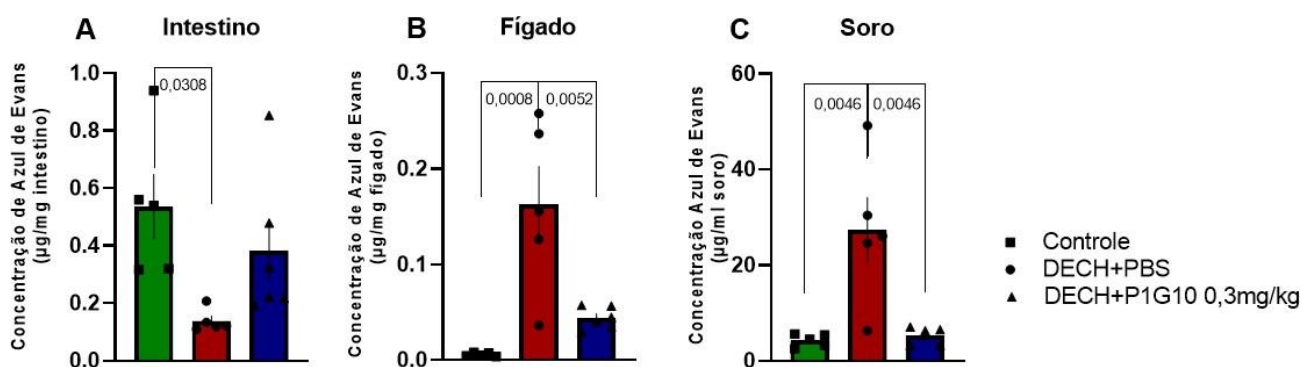 A Intestino
Concentração de Azul de Evans
(µg/mg intestino)
1.0
0.8
0.6
0.4
0.2
0.0
0,0308
B Fígado
Concentração de Azul de Evans
(µg/mg fígado)
0.3
0.2
0.1
0.0
0,0008 0,0052
C Soro
Concentração Azul de Evans
(µg/ml soro)
60
40
20
0
0,0046 0,0046
Controle
DECH+PBS
DECH+P1G10 0,3mg/kg